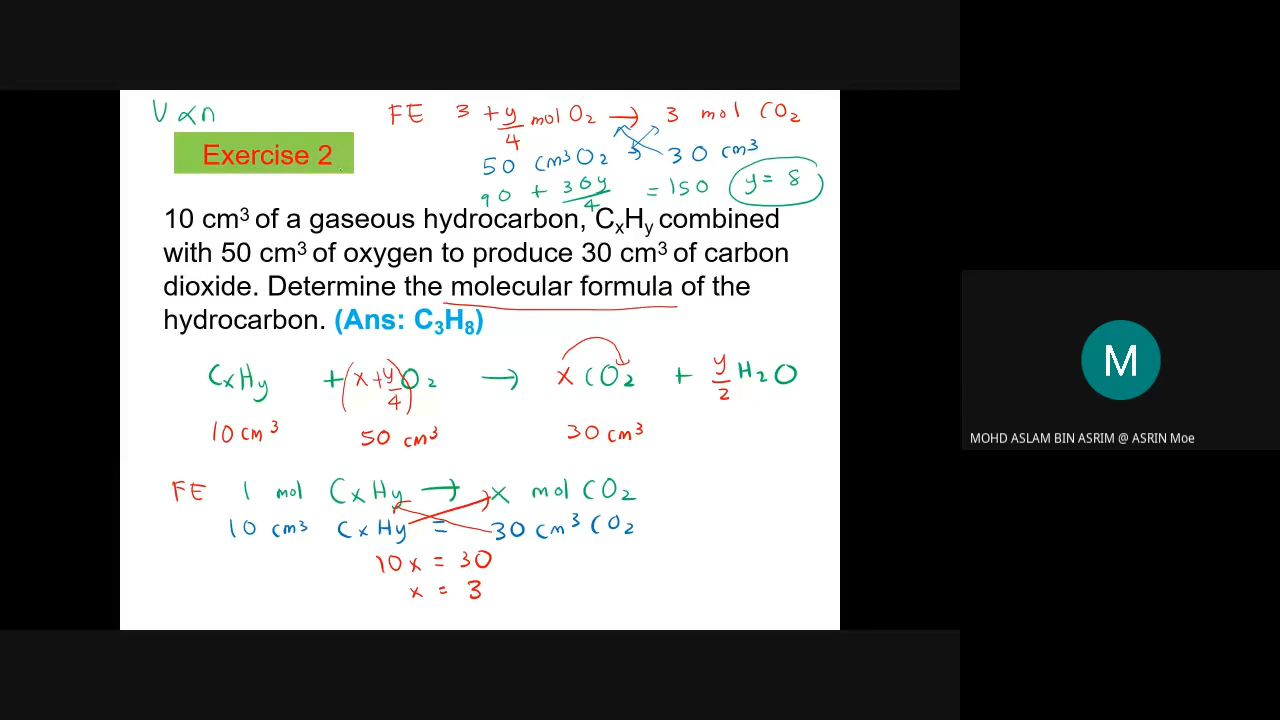 V ∝ n
FE 3 + y/4 mol O₂ → 3 mol CO₂
Exercise 2
50 cm³ O₂ → 30 cm³
90 + 30y/4 = 150 y = 8
10 cm³ of a gaseous hydrocarbon, CₓHᵧ combined
with 50 cm³ of oxygen to produce 30 cm³ of carbon
dioxide. Determine the molecular formula of the
hydrocarbon. (Ans: C₃H₈)
CxHy + (x + y/4) O₂ → x CO₂ + y/2 H₂O
10 cm³ 50 cm³ 30 cm³
FE 1 mol CxHy → x mol CO₂
10 cm³ CxHy = 30 cm³ CO₂
10x = 30
x = 3
M
MOHD ASLAM BIN ASRIM @ ASRIN Moe